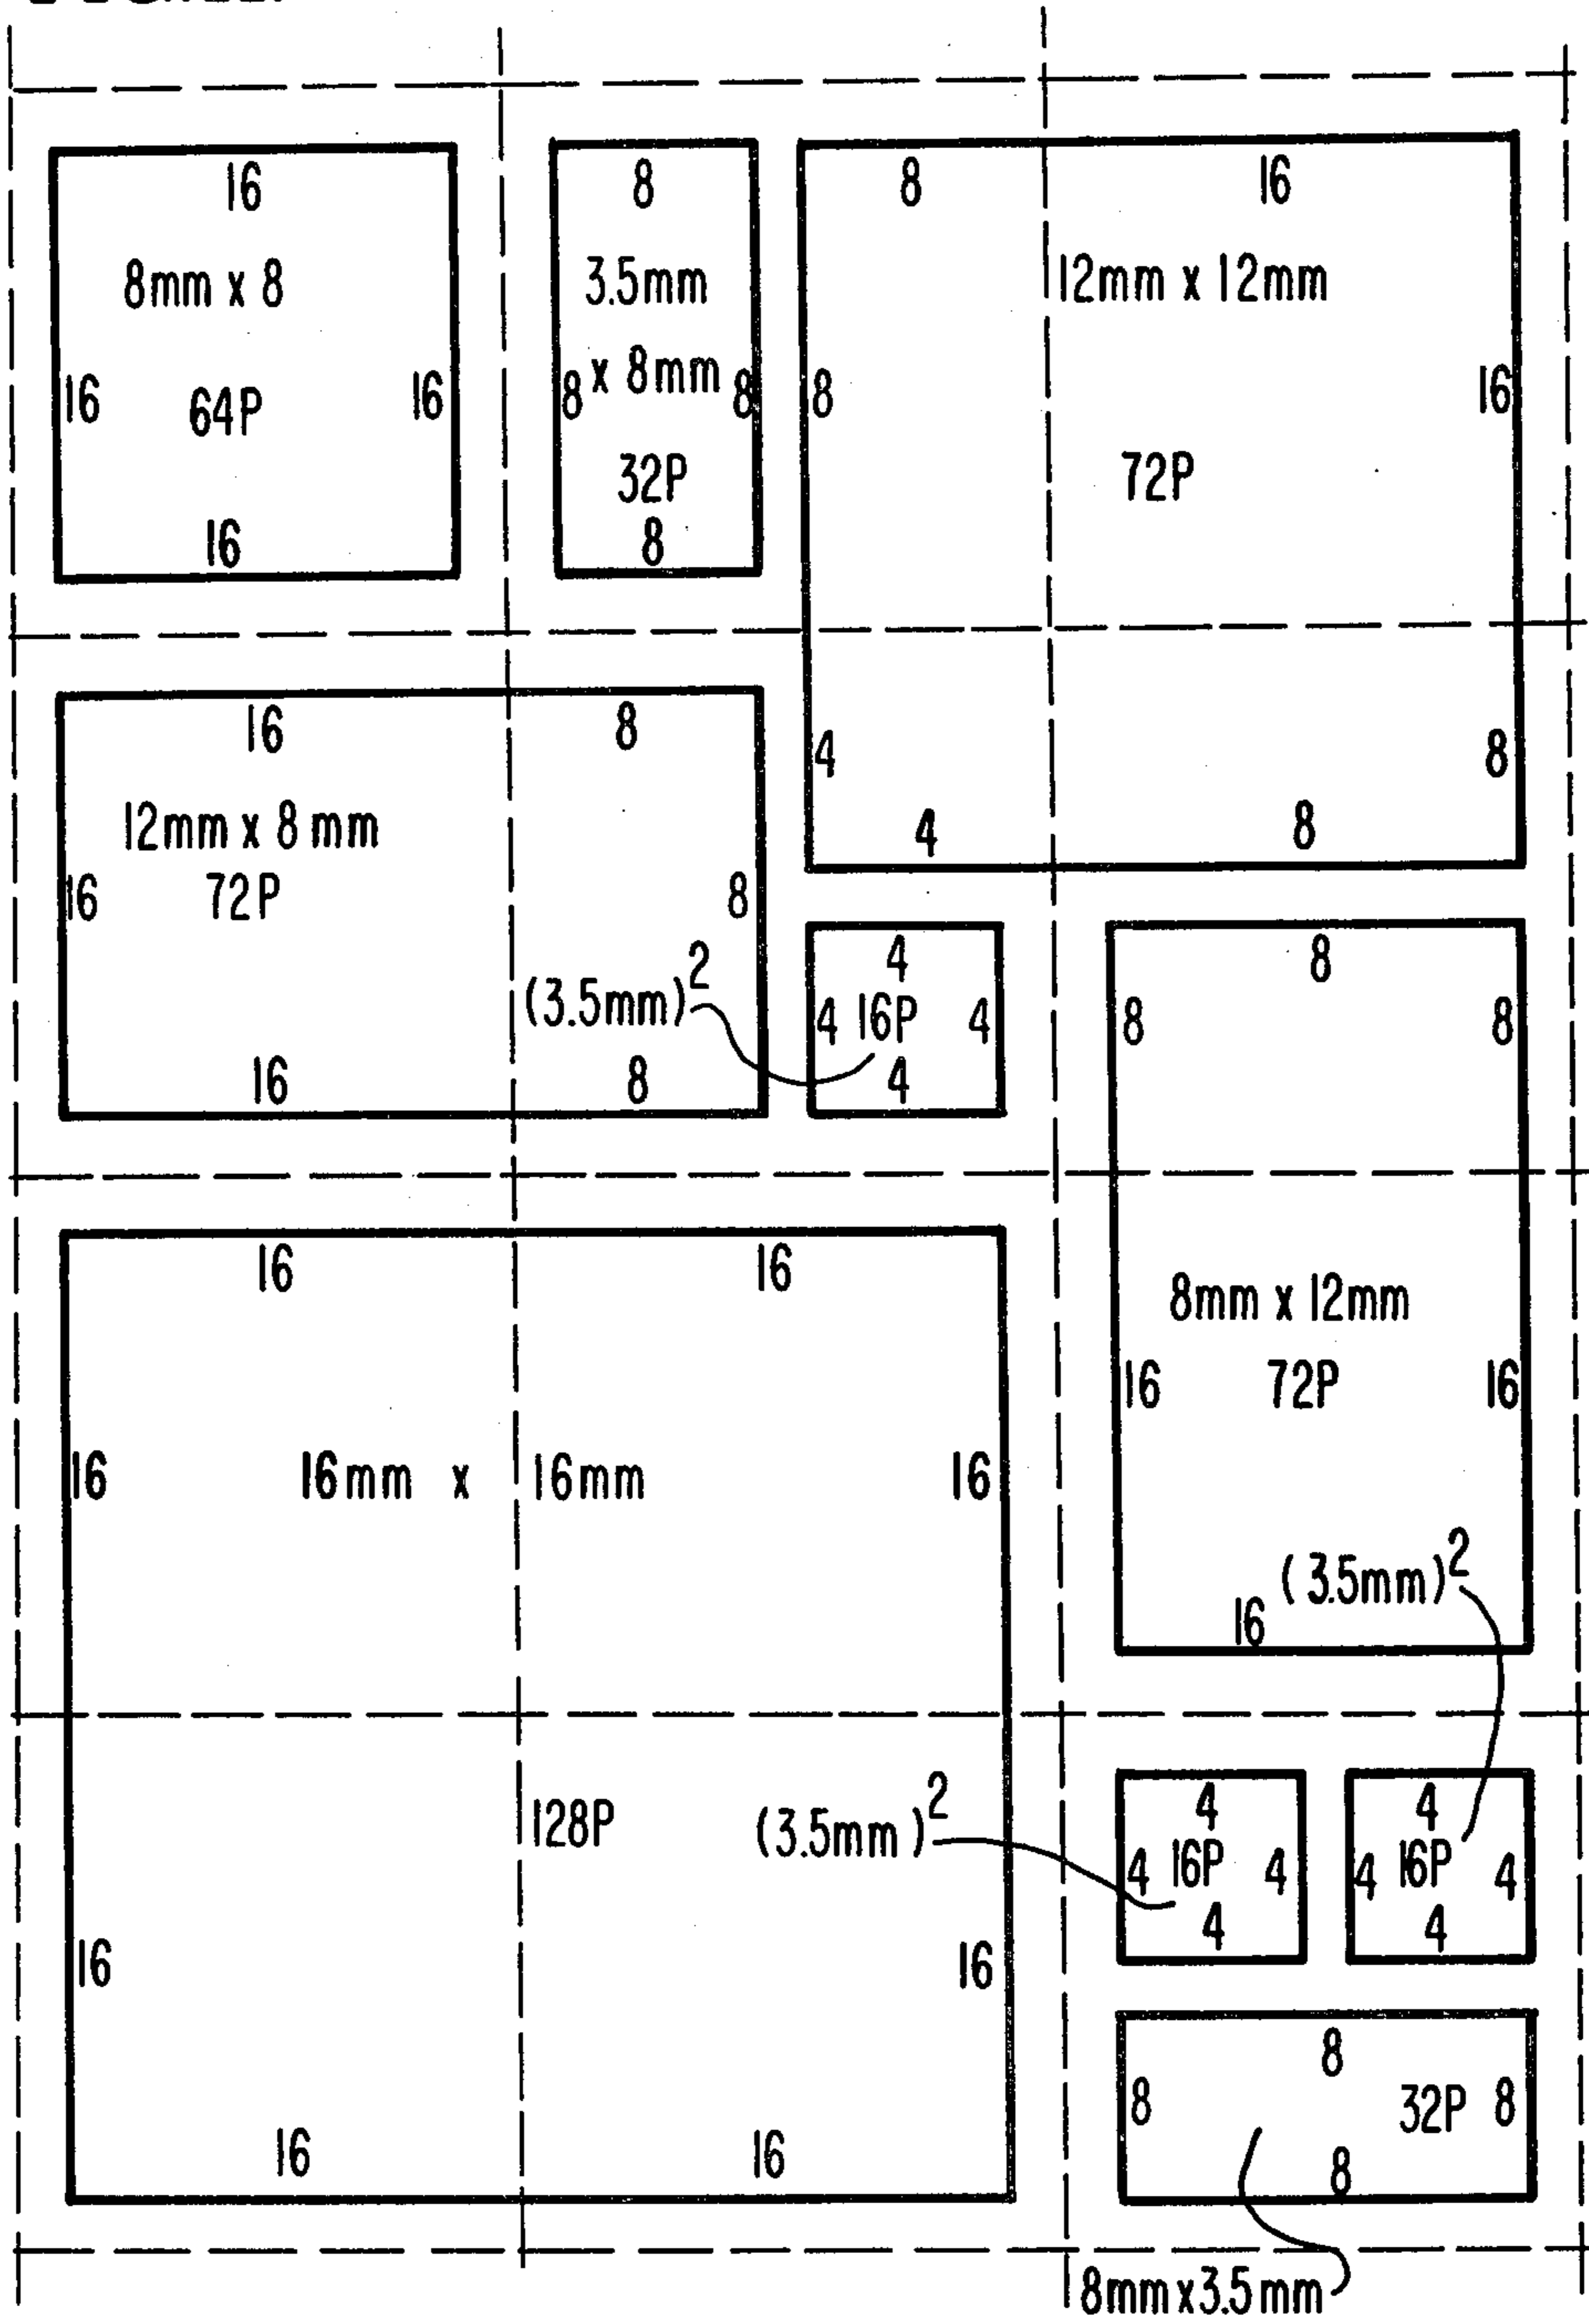 16
8mm x 8
16 16
64P
16
8
3.5mm
8 x 8mm 8
32P
8
8 16
12mm x 12mm
8 16
72P
4 8
4 8
16 8
12mm x 8 mm
16 72P 8
16 8
(3.5mm)2
4
4 16P 4
4
8
8 8
8mm x 12mm
16 72P 16
16
(3.5mm)2
16 16
16 16mm x 16mm 16
128P
16 16
16 16
(3.5mm)2
4
4 16P 4
4
4
4 16P 4
4
8
8 32P 8
8
8mm x 3.5mm